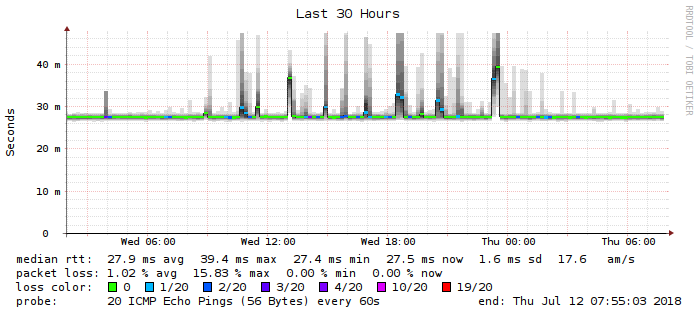 Last 30 Hours
RRDTOOL / TOBI OETIKER
Seconds
40 m
30 m
20 m
10 m
0
Wed 06:00 Wed 12:00 Wed 18:00 Thu 00:00 Thu 06:00
median rtt: 27.9 ms avg 39.4 ms max 27.4 ms min 27.5 ms now 1.6 ms sd 17.6 am/s
packet loss: 1.02 % avg 15.83 % max 0.00 % min 0.00 % now
loss color: 0 1/20 2/20 3/20 4/20 10/20 19/20
probe: 20 ICMP Echo Pings (56 Bytes) every 60s end: Thu Jul 12 07:55:03 2018